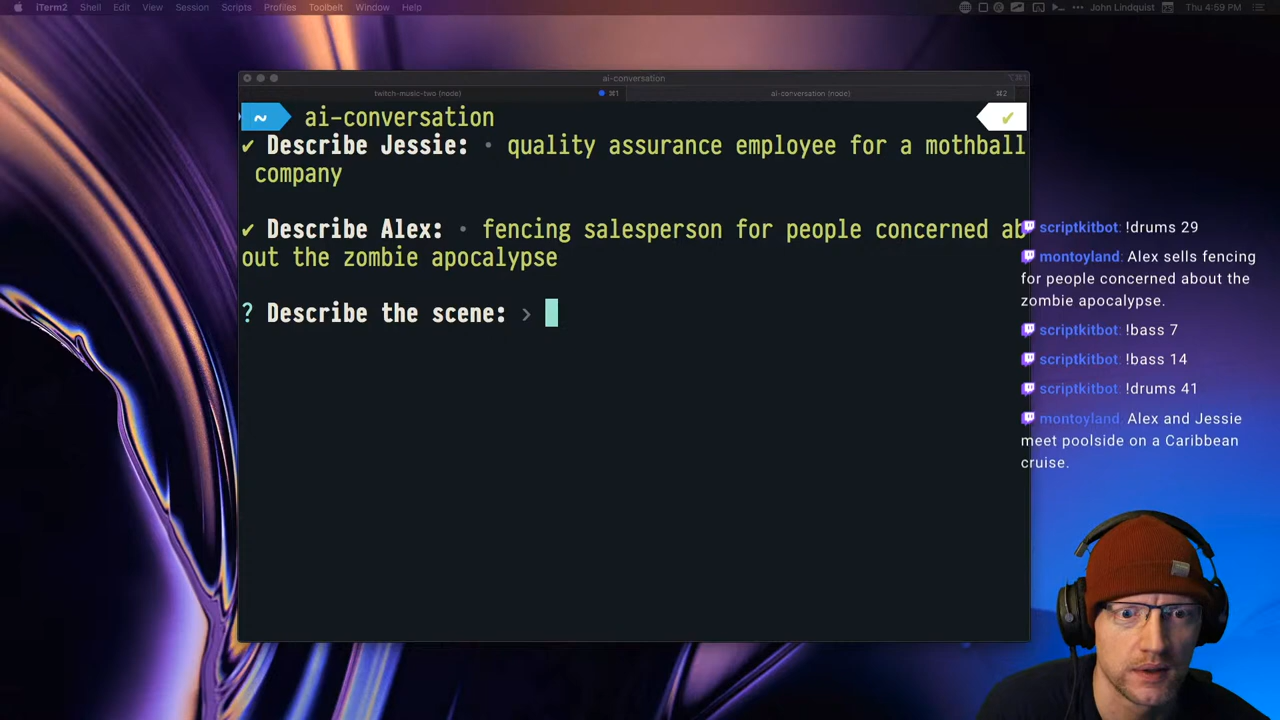 iTerm2 Shell Edit View Session Scripts Profiles Toolbelt Window Help John Lindquist Thu 4:59 PM
ai-conversation
twitch-music-two (node) ⌘1 ai-conversation (node) ⌘2
~ ai-conversation ✔
✔ Describe Jessie: · quality assurance employee for a mothball
company
✔ Describe Alex: · fencing salesperson for people concerned ab
out the zombie apocalypse
? Describe the scene: ›
scriptkitbot: !drums 29
montoyland: Alex sells fencing
for people concerned about the
zombie apocalypse.
scriptkitbot: !bass 7
scriptkitbot: !bass 14
scriptkitbot: !drums 41
montoyland: Alex and Jessie
meet poolside on a Caribbean
cruise.